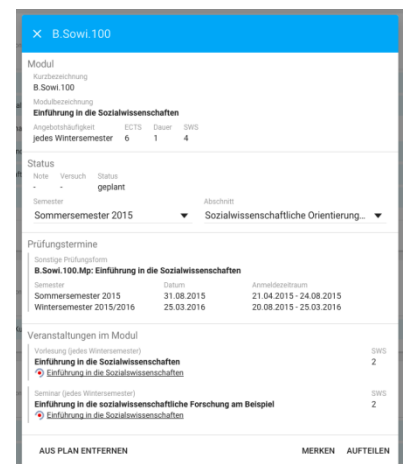 B.Sowi.100
Modul
Kurzbezeichnung
B.Sowi.100
Modulbezeichnung
Einführung in die Sozialwissenschaften
Angebotshäufigkeit ECTS Dauer SWS
jedes Wintersemester 6 1 4
Status
Note Versuch Status
- - geplant
Semester Abschnitt
Sommersemester 2015 Sozialwissenschaftliche Orientierung...
Prüfungstermine
Sonstige Prüfungsform
B.Sowi.100.Mp: Einführung in die Sozialwissenschaften
Semester Datum Anmeldezeitraum
Sommersemester 2015 31.08.2015 21.04.2015 - 24.08.2015
Wintersemester 2015/2016 25.03.2016 20.08.2015 - 25.03.2016
Veranstaltungen im Modul
Vorlesung (jedes Wintersemester) SWS
Einführung in die Sozialwissenschaften 2
Einführung in die Sozialswissenschaften
Seminar (jedes Wintersemester) SWS
Einführung in die sozialwissenschaftliche Forschung am Beispiel 2
Einführung in die Sozialswissenschaften
AUS PLAN ENTFERNEN MERKEN AUFTEILEN